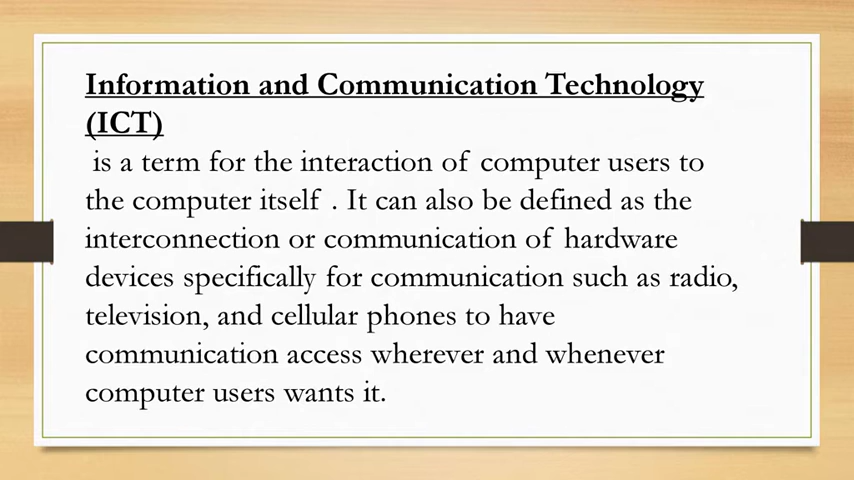 Information and Communication Technology
(ICT)
is a term for the interaction of computer users to
the computer itself . It can also be defined as the
interconnection or communication of hardware
devices specifically for communication such as radio,
television, and cellular phones to have
communication access wherever and whenever
computer users wants it.